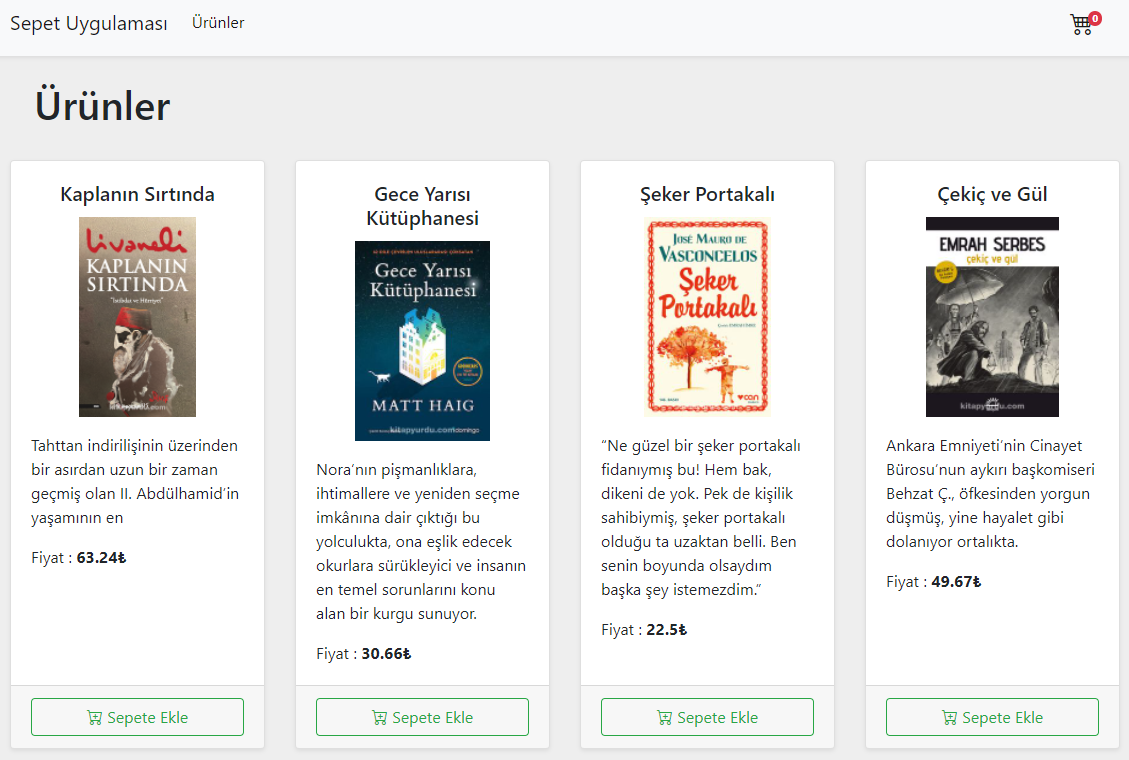 Sepet Uygulaması
Ürünler
0
Ürünler
Kaplanın Sırtında
livaneli
KAPLANIN
SIRTINDA
"İstibdat ve Hürriyet"
Tahttan indirilişinin üzerinden
bir asırdan uzun bir zaman
geçmiş olan II. Abdülhamid’in
yaşamının en
Fiyat : 63.24₺
Sepete Ekle
Gece Yarısı
Kütüphanesi
Gece Yarısı
Kütüphanesi
MATT HAIG
kitapyurdu.com
domingo
Nora’nın pişmanlıklara,
ihtimallere ve yeniden seçme
imkânına dair çıktığı bu
yolculukta, ona eşlik edecek
okurlara sürükleyici ve insanın
en temel sorunlarını konu
alan bir kurgu sunuyor.
Fiyat : 30.66₺
Sepete Ekle
Şeker Portakalı
JOSÉ MAURO DE
VASCONCELOS
Şeker
Portakalı
can
“Ne güzel bir şeker portakalı
fidanıymış bu! Hem bak,
dikeni de yok. Pek de kişilik
sahibiymiş, şeker portakalı
olduğu ta uzaktan belli. Ben
senin boyunda olsaydım
başka şey istemezdim.”
Fiyat : 22.5₺
Sepete Ekle
Çekiç ve Gül
EMRAH SERBES
çekiç ve gül
kitapyurdu.com
Ankara Emniyeti’nin Cinayet
Bürosu’nun aykırı başkomiseri
Behzat Ç., öfkesinden yorgun
düşmüş, yine hayalet gibi
dolanıyor ortalıkta.
Fiyat : 49.67₺
Sepete Ekle